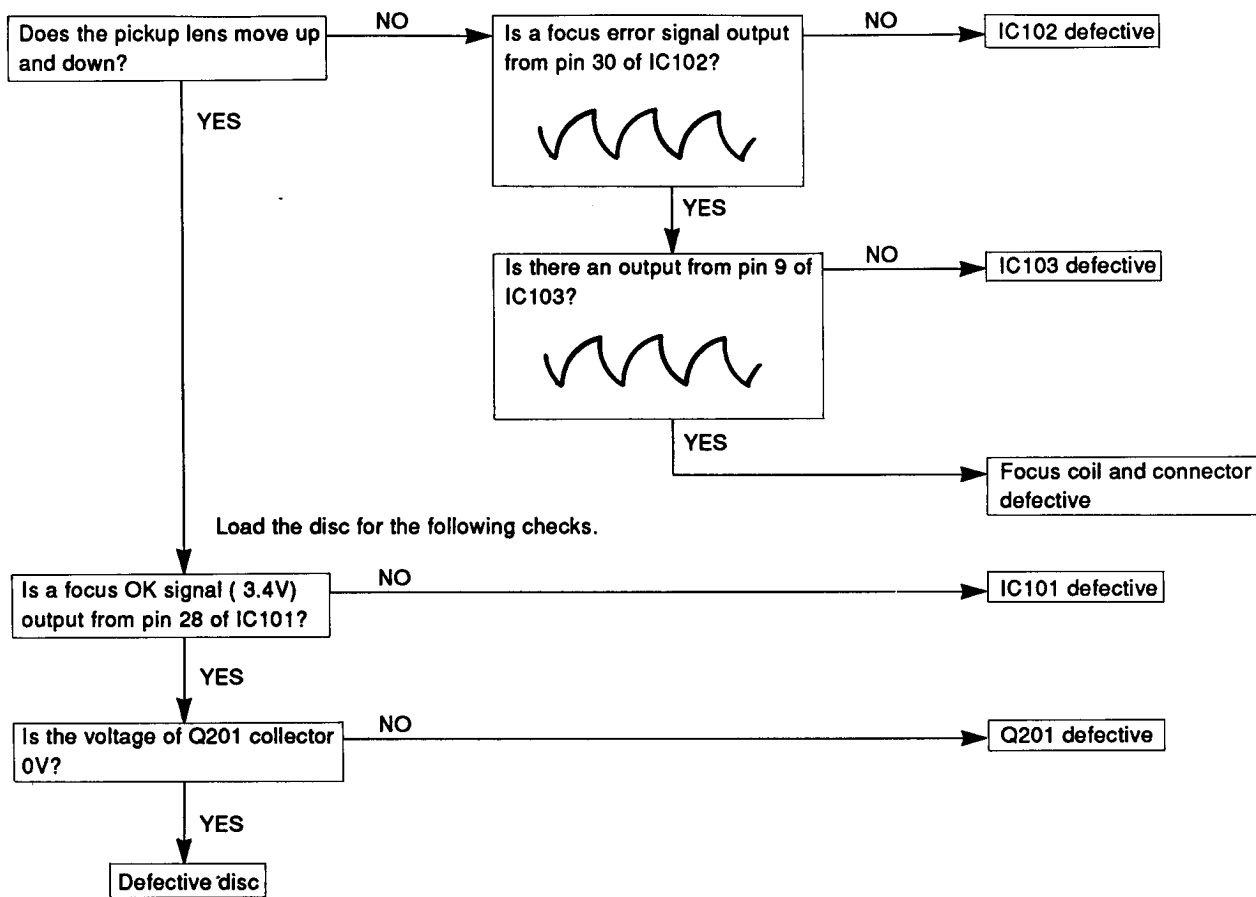 Does the pickup lens move up
and down?
NO
Is a focus error signal output
from pin 30 of IC102?
NO
IC102 defective
YES
YES
Is there an output from pin 9 of
IC103?
NO
IC103 defective
YES
Focus coil and connector
defective
Load the disc for the following checks.
Is a focus OK signal ( 3.4V)
output from pin 28 of IC101?
NO
IC101 defective
YES
Is the voltage of Q201 collector
0V?
NO
Q201 defective
YES
Defective disc